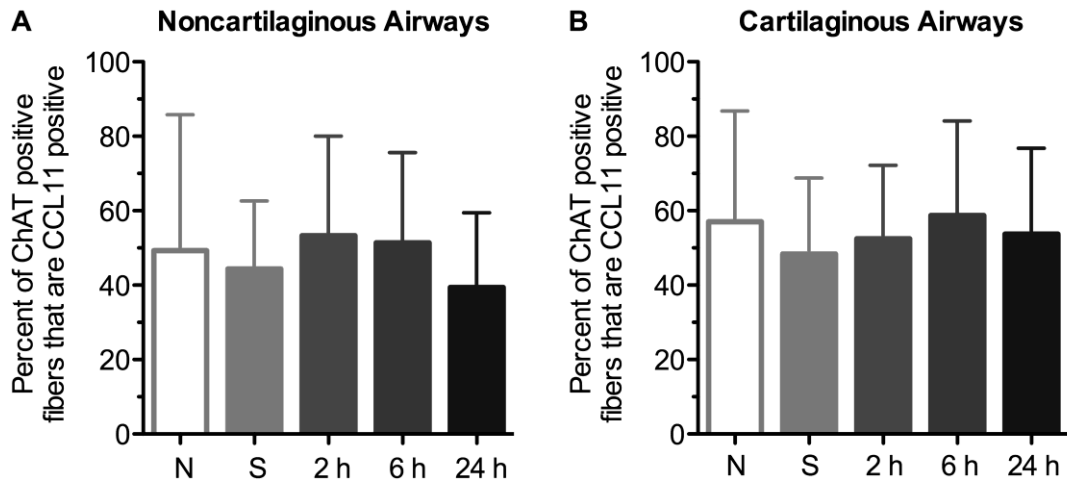 A Noncartilaginous Airways
Percent of ChAT positive
fibers that are CCL11 positive
100
80
60
40
20
0
N S 2 h 6 h 24 h
B Cartilaginous Airways
Percent of ChAT positive
fibers that are CCL11 positive
100
80
60
40
20
0
N S 2 h 6 h 24 h